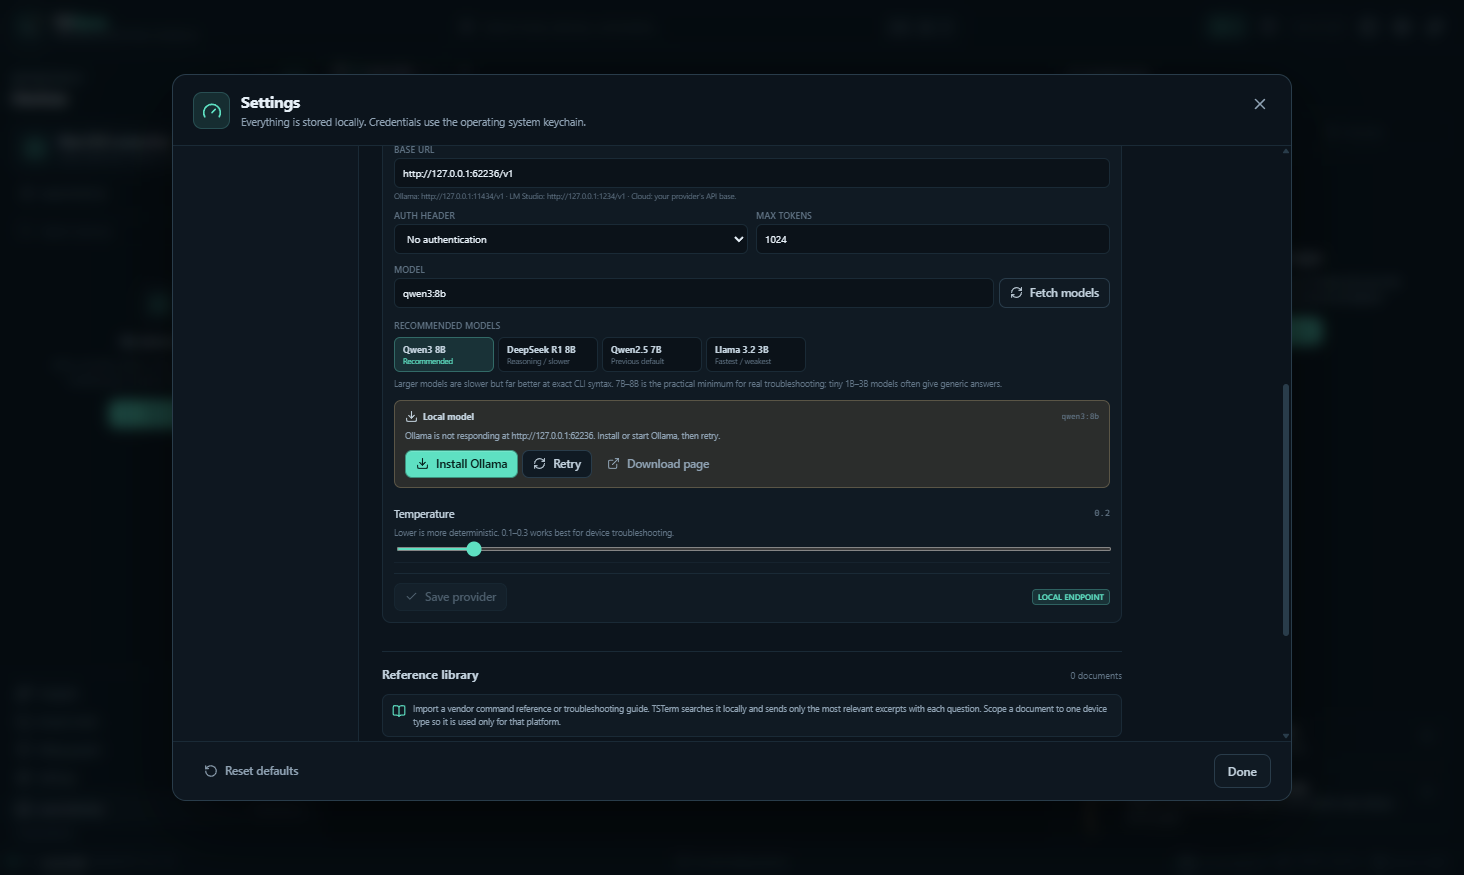 Settings
Everything is stored locally. Credentials use the operating system keychain.
BASE URL
http://127.0.0.1:62236/v1
Ollama: http://127.0.0.1:11434/v1 · LM Studio: http://127.0.0.1:1234/v1 · Cloud: your provider's API base.
AUTH HEADER
MAX TOKENS
No authentication
1024
MODEL
qwen3:8b
Fetch models
RECOMMENDED MODELS
Qwen3 8B
Recommended
DeepSeek R1 8B
Reasoning / slower
Qwen2.5 7B
Previous default
Llama 3.2 3B
Fastest / weakest
Larger models are slower but far better at exact CLI syntax. 7B–8B is the practical minimum for real troubleshooting; tiny 1B–3B models often give generic answers.
Local model
qwen3:8b
Ollama is not responding at http://127.0.0.1:62236. Install or start Ollama, then retry.
Install Ollama
Retry
Download page
Temperature
0.2
Lower is more deterministic. 0.1–0.3 works best for device troubleshooting.
Save provider
LOCAL ENDPOINT
Reference library
0 documents
Import a vendor command reference or troubleshooting guide. TSTerm searches it locally and sends only the most relevant excerpts with each question. Scope a document to one device
type so it is used only for that platform.
Reset defaults
Done